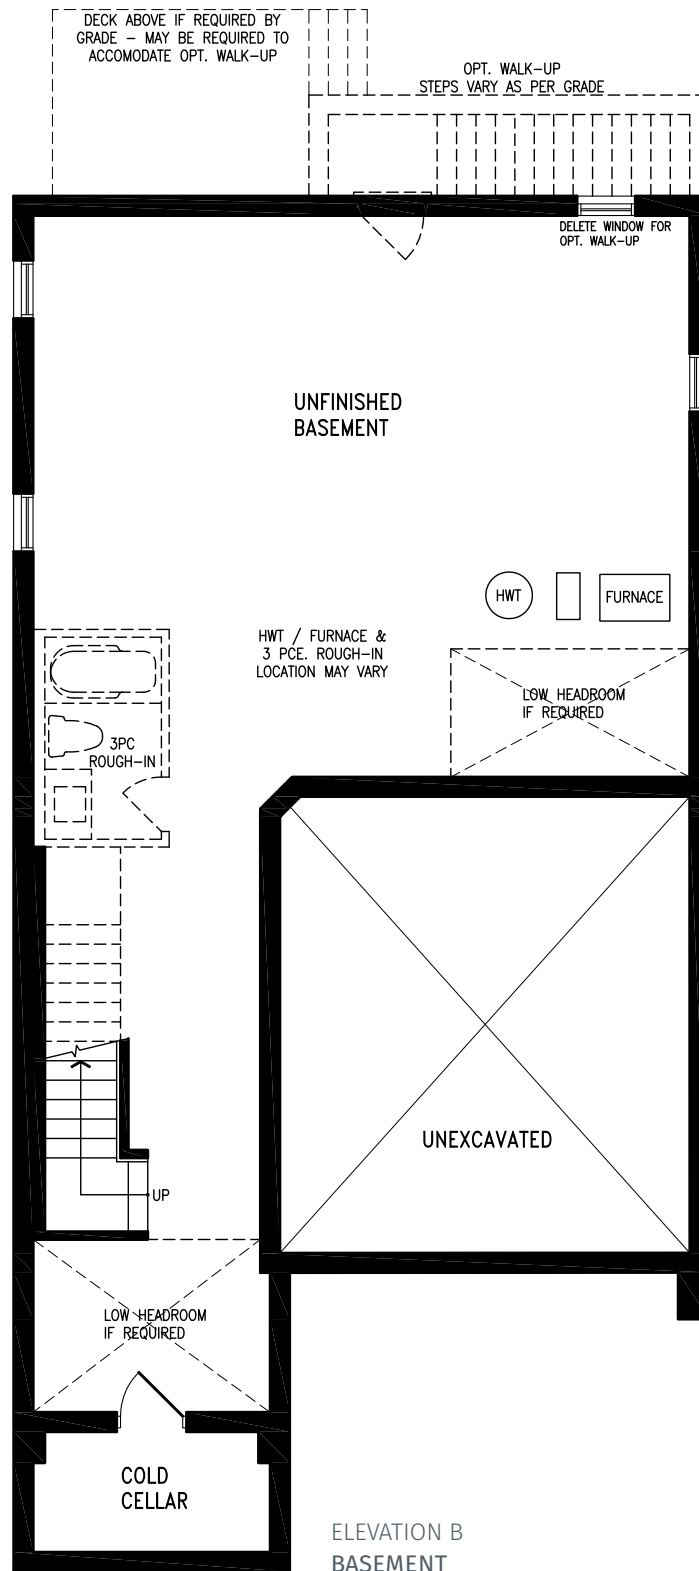 DECK ABOVE IF REQUIRED BY
GRADE – MAY BE REQUIRED TO
ACCOMODATE OPT. WALK–UP
OPT. WALK–UP
STEPS VARY AS PER GRADE
DELETE WINDOW FOR
OPT. WALK–UP
UNFINISHED
BASEMENT
HWT
FURNACE
HWT / FURNACE &
3 PCE. ROUGH–IN
LOCATION MAY VARY
LOW HEADROOM
IF REQUIRED
3PC
ROUGH–IN
UNEXCAVATED
UP
LOW HEADROOM
IF REQUIRED
COLD
CELLAR
ELEVATION B
BASEMENT